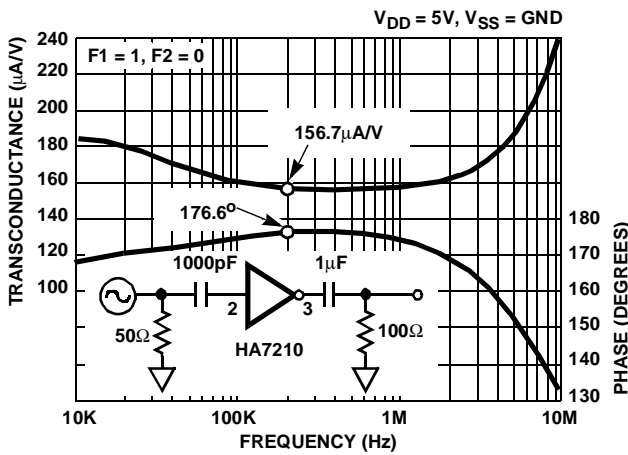 V_DD = 5V, V_SS = GND
TRANSCONDUCTANCE (µA/V)
240
220
200
180
160
140
120
100
F1 = 1, F2 = 0
156.7µA/V
176.6°
1000pF
1µF
2
3
50Ω
HA7210
100Ω
180
170
160
150
140
130
PHASE (DEGREES)
10K
100K
1M
10M
FREQUENCY (Hz)